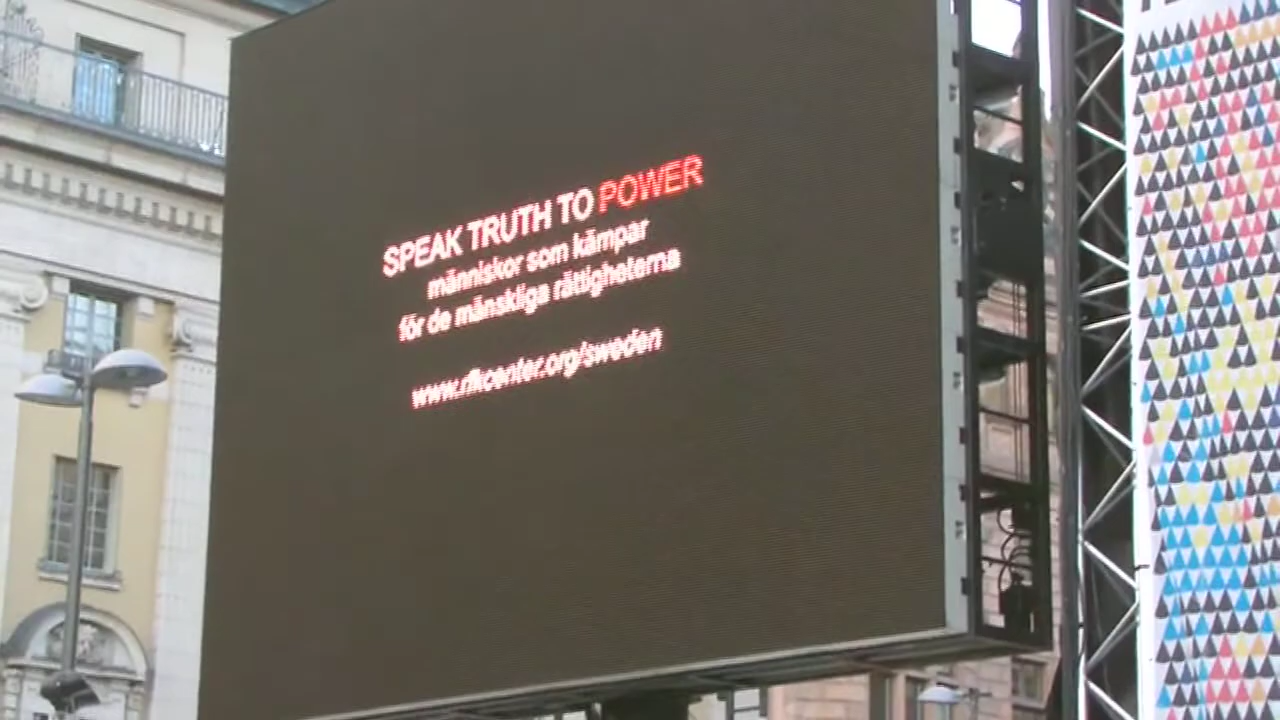 SPEAK TRUTH TO POWER
människor som kämpar
för de mänskliga rättigheterna
www.rfkcenter.org/sweden